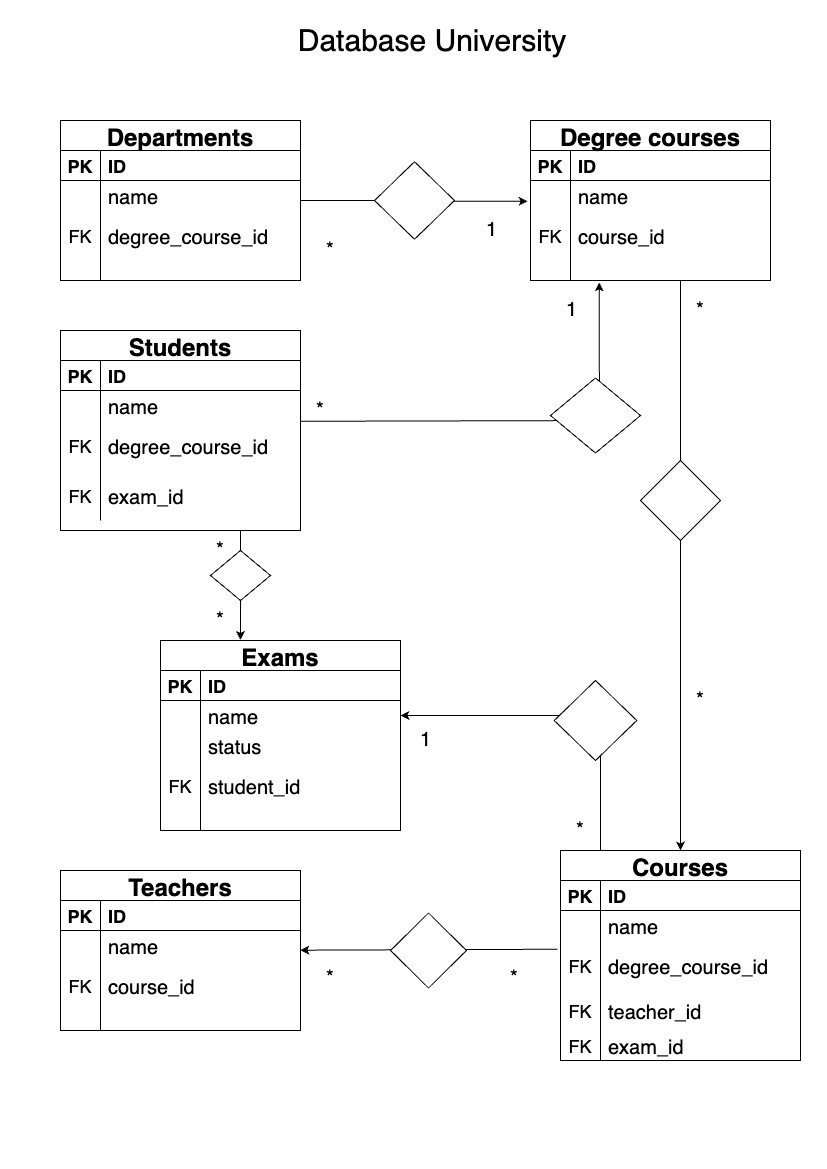 Database University
Departments
PK ID
name
FK degree_course_id
*
1
Degree courses
PK ID
name
FK course_id
1
*
Students
PK ID
name
FK degree_course_id
FK exam_id
*
*
*
*
Exams
PK ID
name
status
FK student_id
1
*
Teachers
PK ID
name
FK course_id
*
*
Courses
PK ID
name
FK degree_course_id
FK teacher_id
FK exam_id